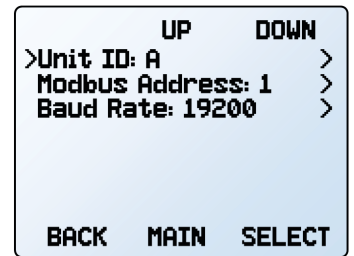 UP DOWN
>Unit ID: A >
Modbus Address: 1 >
Baud Rate: 19200 >
BACK MAIN SELECT